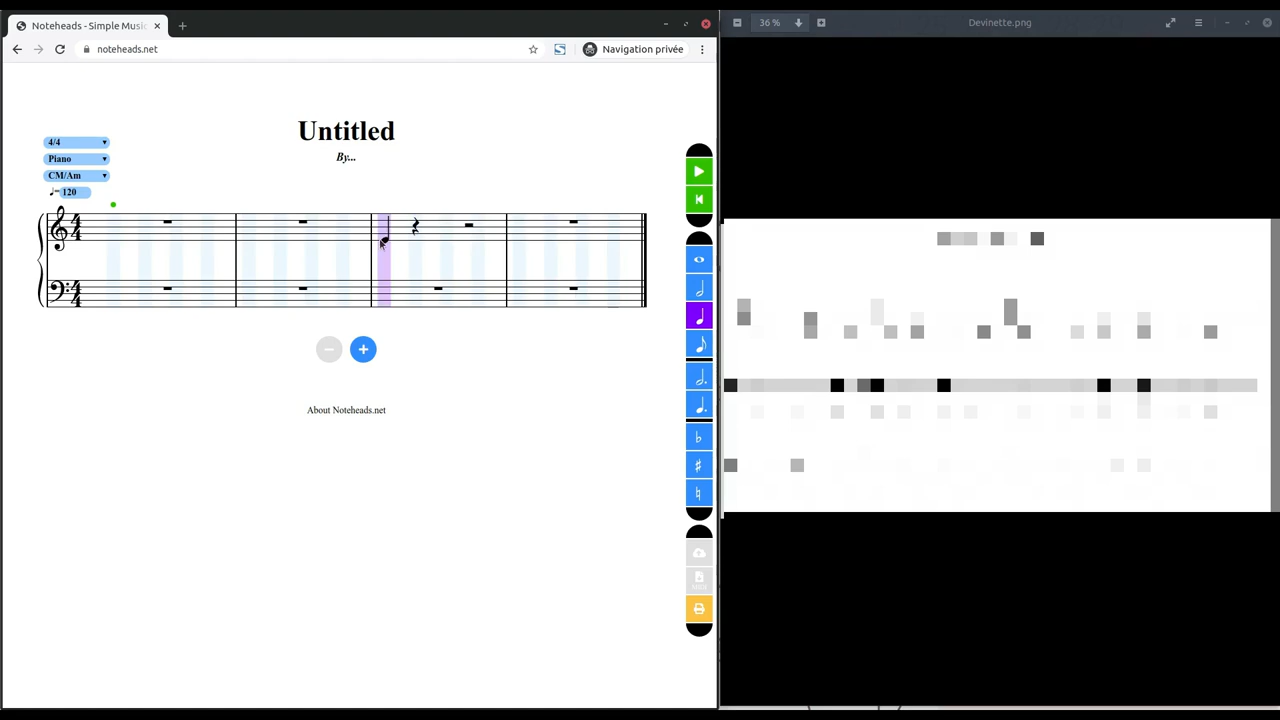 Noteheads - Simple Music
noteheads.net
Navigation privée
36 %
Devinette.png
Untitled
By...
4/4
Piano
CM/Am
120
About Noteheads.net